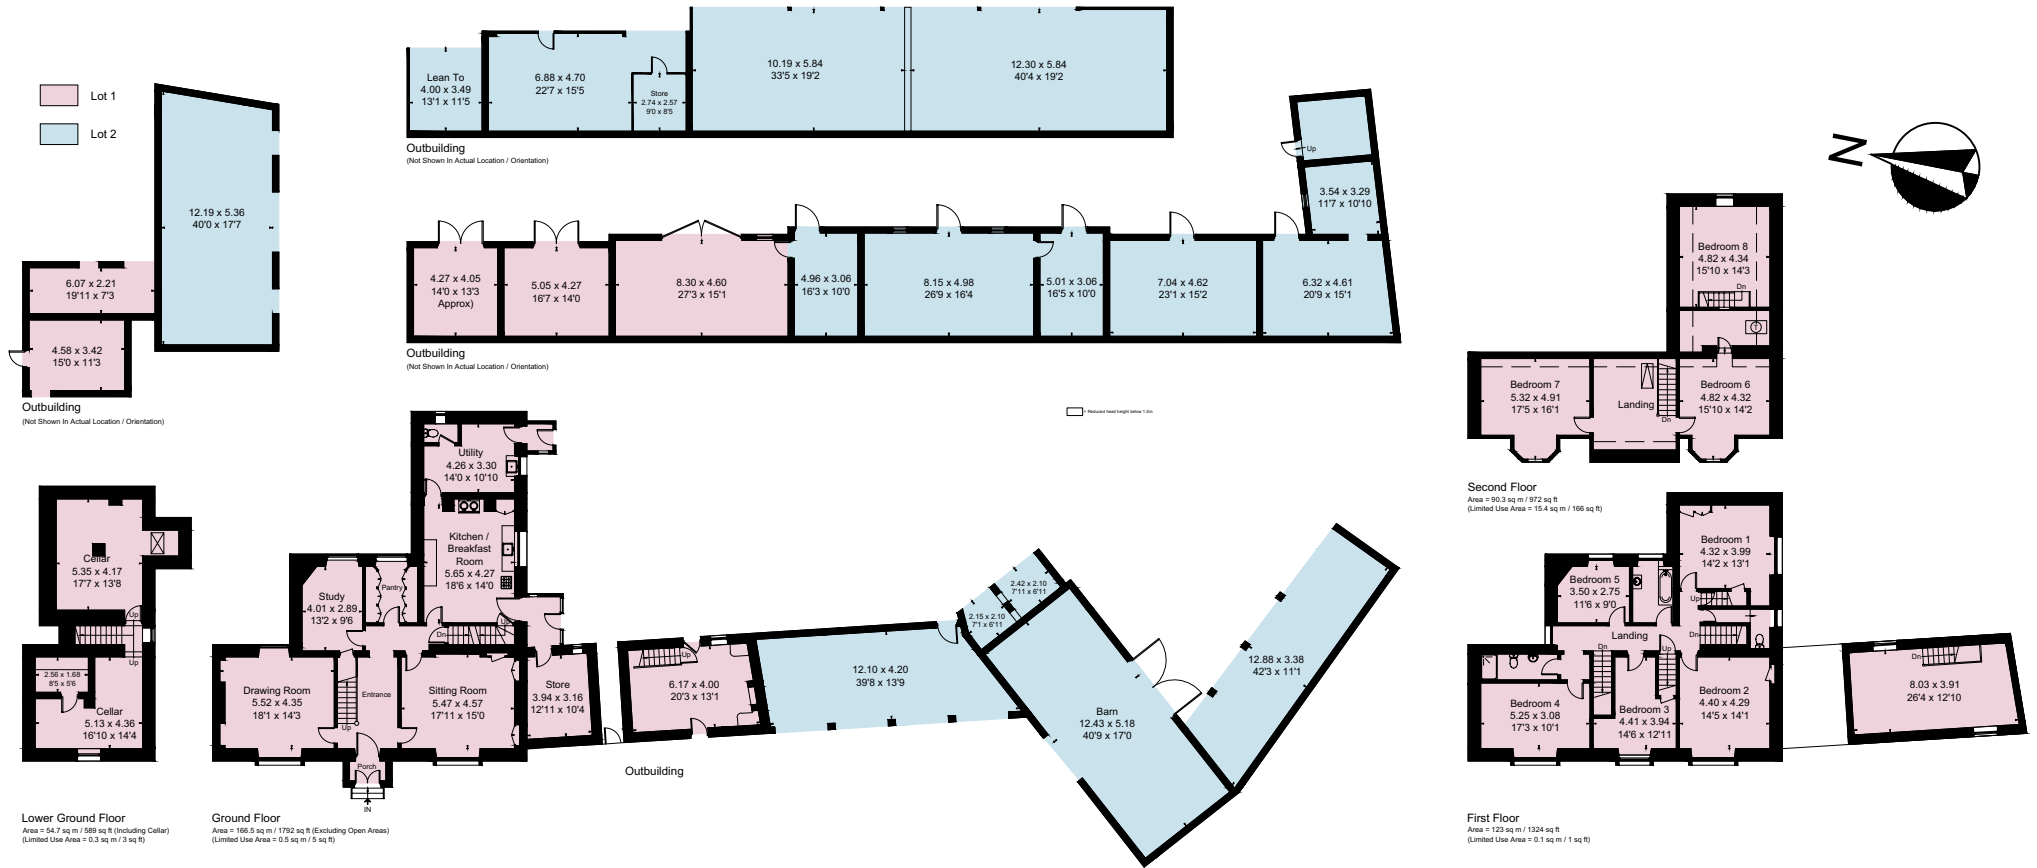 Lot 1
Lot 2
12.19 x 5.36
40'0 x 17'7
6.07 x 2.21
19'11 x 7'3
4.58 x 3.42
15'0 x 11'3
Outbuilding
(Not Shown In Actual Location / Orientation)
Lean To
4.00 x 3.49
13'1 x 11'5
6.88 x 4.70
22'7 x 15'5
Store
2.74 x 2.57
9'0 x 8'5
10.19 x 5.84
33'5 x 19'2
12.30 x 5.84
40'4 x 19'2
Outbuilding
(Not Shown In Actual Location / Orientation)
Up
3.54 x 3.29
11'7 x 10'10
4.27 x 4.05
14'0 x 13'3
Approx)
5.05 x 4.27
16'7 x 14'0
8.30 x 4.60
27'3 x 15'1
4.96 x 3.06
16'3 x 10'0
8.15 x 4.98
26'9 x 16'4
5.01 x 3.06
16'5 x 10'0
7.04 x 4.62
23'1 x 15'2
6.32 x 4.61
20'9 x 15'1
Outbuilding
(Not Shown In Actual Location / Orientation)
= Reduced head height below 1.5m
N
Bedroom 8
4.82 x 4.34
15'10 x 14'3
Dn
T
Bedroom 7
5.32 x 4.91
17'5 x 16'1
Landing
Dn
Bedroom 6
4.82 x 4.32
15'10 x 14'2
Second Floor
Area = 90.3 sq m / 972 sq ft
(Limited Use Area = 15.4 sq m / 166 sq ft)
Cellar
5.35 x 4.17
17'7 x 13'8
Up
Up
2.56 x 1.68
8'5 x 5'6
Cellar
5.13 x 4.36
16'10 x 14'4
Lower Ground Floor
Area = 54.7 sq m / 589 sq ft (Including Cellar)
(Limited Use Area = 0.3 sq m / 3 sq ft)
Utility
4.26 x 3.30
14'0 x 10'10
Kitchen /
Breakfast
Room
5.65 x 4.27
18'6 x 14'0
Pantry
Study
4.01 x 2.89
13'2 x 9'6
Dn
Up
Drawing Room
5.52 x 4.35
18'1 x 14'3
Entrance
Up
Sitting Room
5.47 x 4.57
17'11 x 15'0
Store
3.94 x 3.16
12'11 x 10'4
Porch
IN
Ground Floor
Area = 166.5 sq m / 1792 sq ft (Excluding Open Areas)
(Limited Use Area = 0.5 sq m / 5 sq ft)
Up
6.17 x 4.00
20'3 x 13'1
12.10 x 4.20
39'8 x 13'9
2.15 x 2.10
7'1 x 6'11
2.42 x 2.10
7'11 x 6'11
Barn
12.43 x 5.18
40'9 x 17'0
12.88 x 3.38
42'3 x 11'1
Outbuilding
Bedroom 1
4.32 x 3.99
14'2 x 13'1
Bedroom 5
3.50 x 2.75
11'6 x 9'0
Up
Landing
Dn
Dn
Up
Bedroom 4
5.25 x 3.08
17'3 x 10'1
Bedroom 3
4.41 x 3.94
14'6 x 12'11
Bedroom 2
4.40 x 4.29
14'5 x 14'1
Dn
8.03 x 3.91
26'4 x 12'10
First Floor
Area = 123 sq m / 1324 sq ft
(Limited Use Area = 0.1 sq m / 1 sq ft)